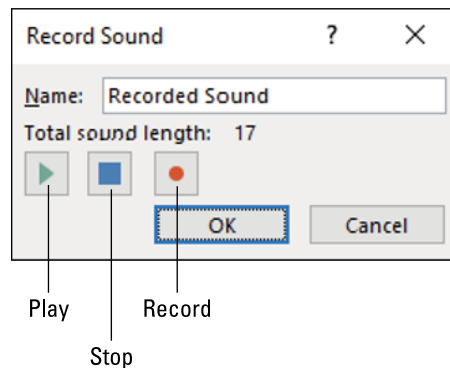 Record Sound ? ×
Name: Recorded Sound
Total sound length: 17
OK Cancel
Play Record
Stop